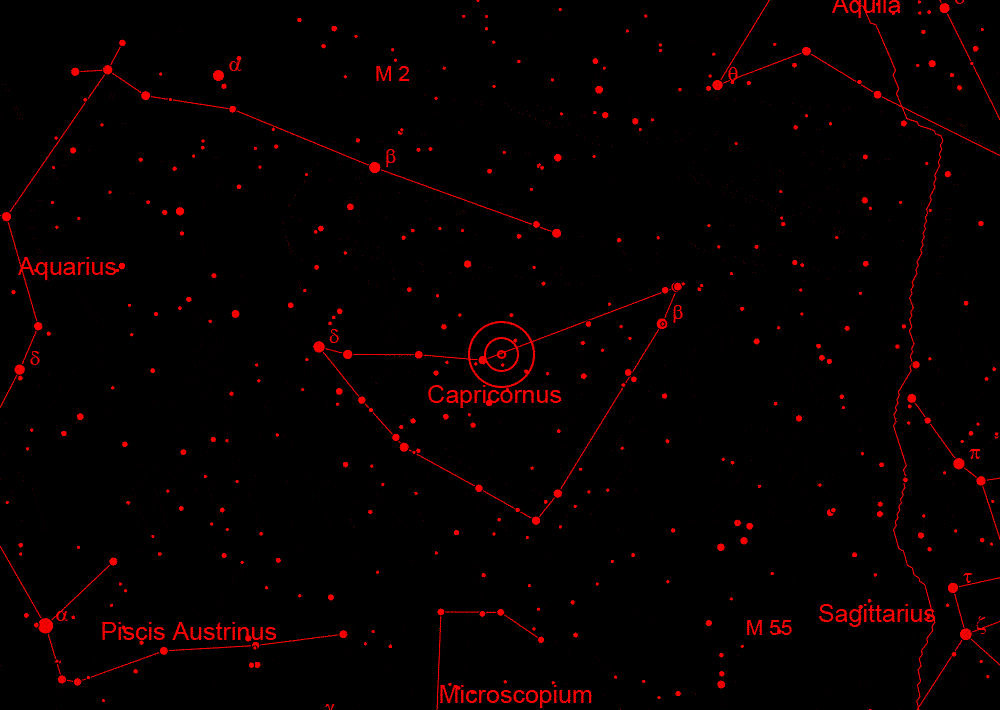 Aquila
θ
α
M 2
β
Aquarius
β
δ
δ
Capricornus
π
τ
α
Sagittarius
ζ
Piscis Austrinus
M 55
Microscopium
γ